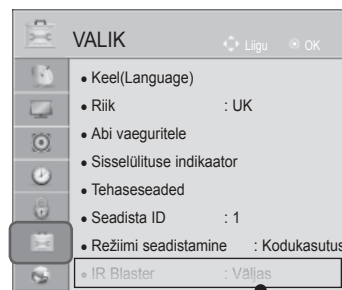 VALIK Liigu OK
• Keel(Language)
• Riik : UK
• Abi vaeguritele
• Sisselülituse indikaator
• Tehaseseaded
• Seadista ID : 1
• Režiimi seadistamine : Kodukasutus
• IR Blaster : Väljas